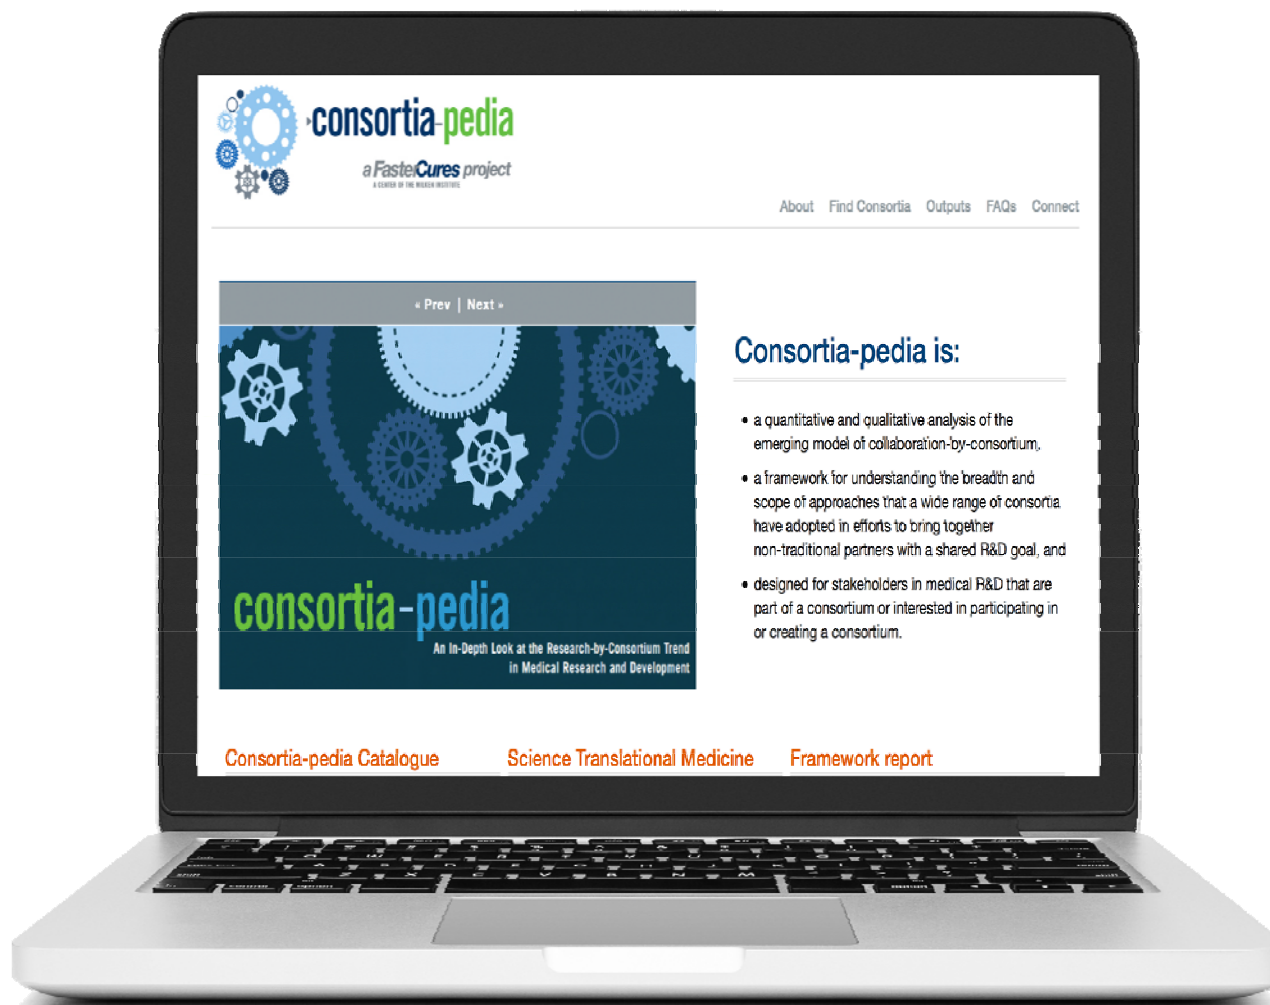 consortia-pedia
a FasterCures project
A CENTER OF THE MILKEN INSTITUTE
About Find Consortia Outputs FAQs Connect
« Prev | Next »
Consortia-pedia is:
• a quantitative and qualitative analysis of the
emerging model of collaboration-by-consortium,
• a framework for understanding the breadth and
scope of approaches that a wide range of consortia
have adopted in efforts to bring together
non-traditional partners with a shared R&D goal, and
• designed for stakeholders in medical R&D that are
part of a consortium or interested in participating in
or creating a consortium.
consortia-pedia
An In-Depth Look at the Research-by-Consortium Trend
in Medical Research and Development
Consortia-pedia Catalogue Science Translational Medicine Framework report